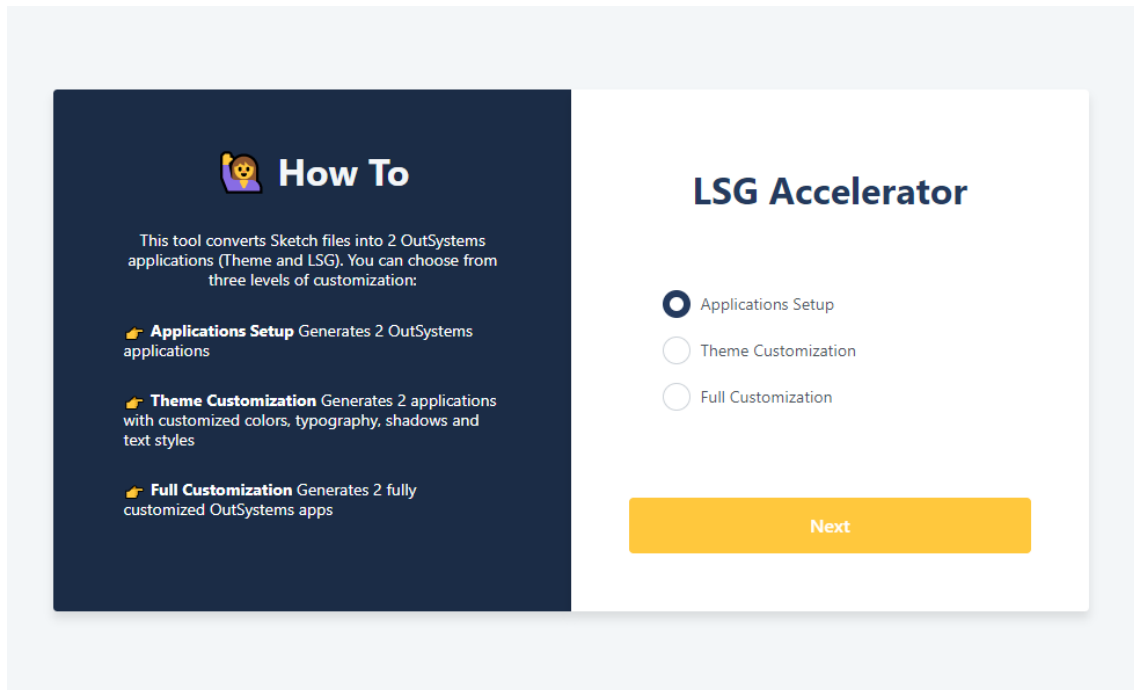 How To
This tool converts Sketch files into 2 OutSystems
applications (Theme and LSG). You can choose from
three levels of customization:
👉 Applications Setup Generates 2 OutSystems
applications
👉 Theme Customization Generates 2 applications
with customized colors, typography, shadows and
text styles
👉 Full Customization Generates 2 fully
customized OutSystems apps
LSG Accelerator
Applications Setup
Theme Customization
Full Customization
Next